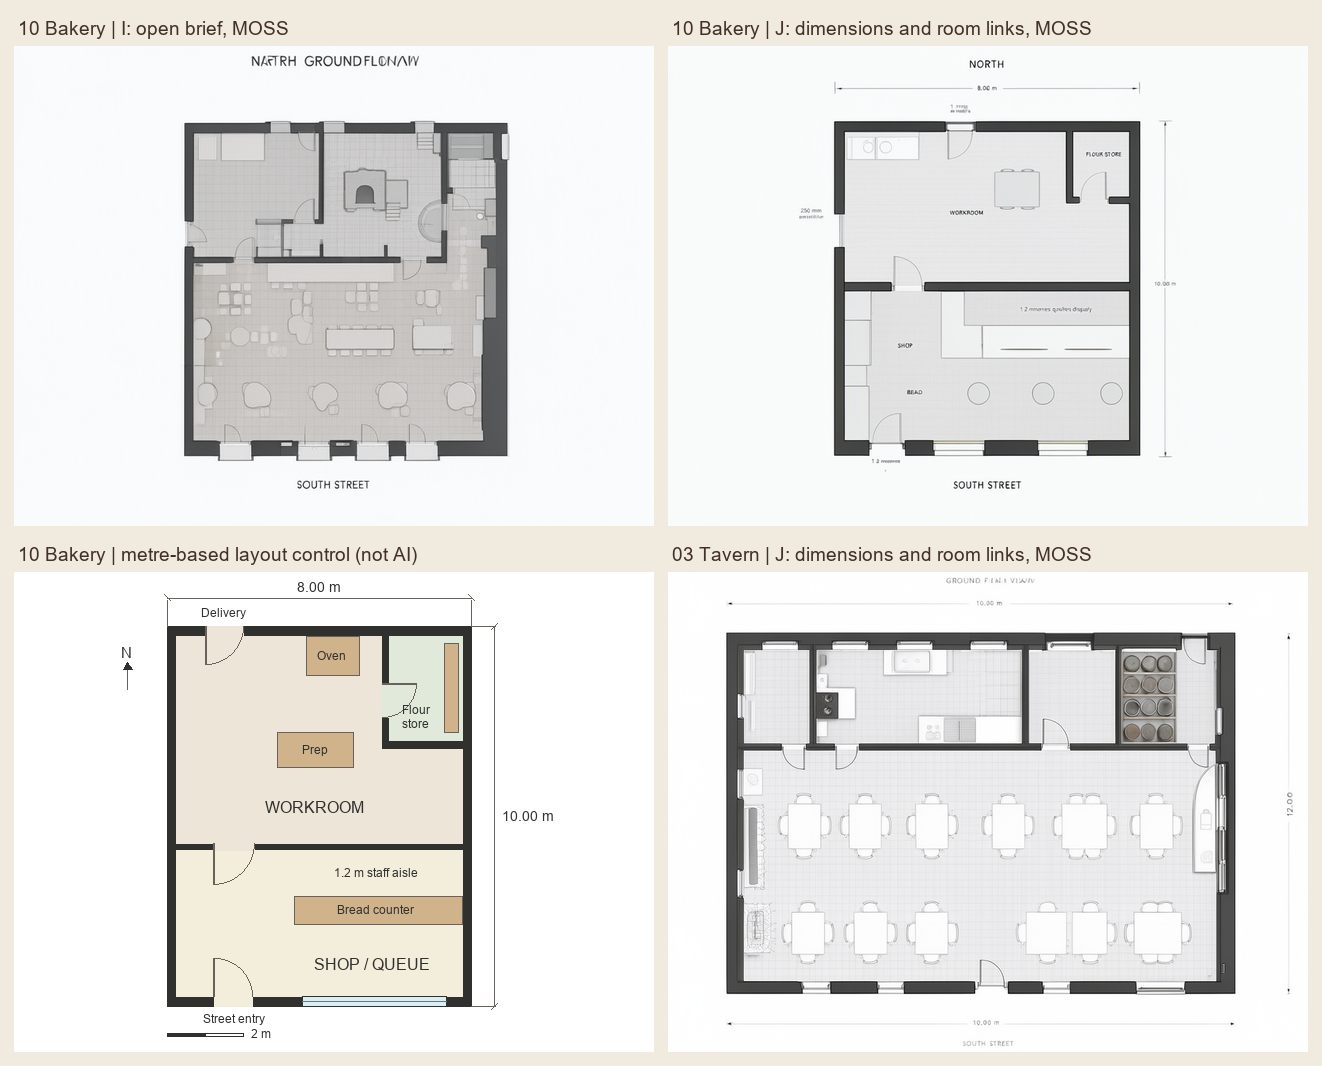 10 Bakery | I: open brief, MOSS
SOUTH STREET
10 Bakery | J: dimensions and room links, MOSS
NORTH
8.00 m
FLOUR STORE
WORKROOM
250 mm
10.00 m
SHOP
BEAD
SOUTH STREET
10 Bakery | metre-based layout control (not AI)
8.00 m
Delivery
N
Oven
Flour
store
Prep
WORKROOM
10.00 m
1.2 m staff aisle
Bread counter
SHOP / QUEUE
Street entry
2 m
03 Tavern | J: dimensions and room links, MOSS
10.00 m
12.00
10.00 m
SOUTH STREET